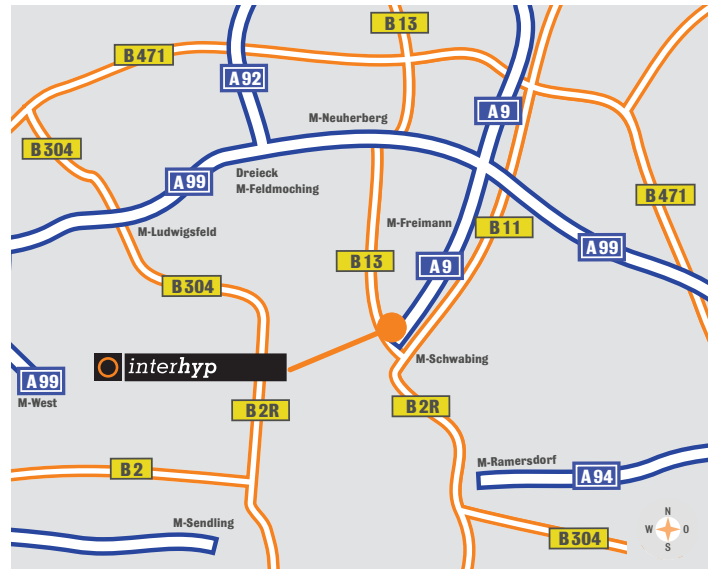 B13
B471
A92
A9
M-Neuherberg
B304
A99
Dreieck
M-Feldmoching
B471
M-Ludwigsfeld
M-Freimann
B11
A99
B13
A9
B304
interhyp
M-Schwabing
A99
M-West
B2R
B2R
B2
M-Ramersdorf
A94
M-Sendling
N
W O
S
B304